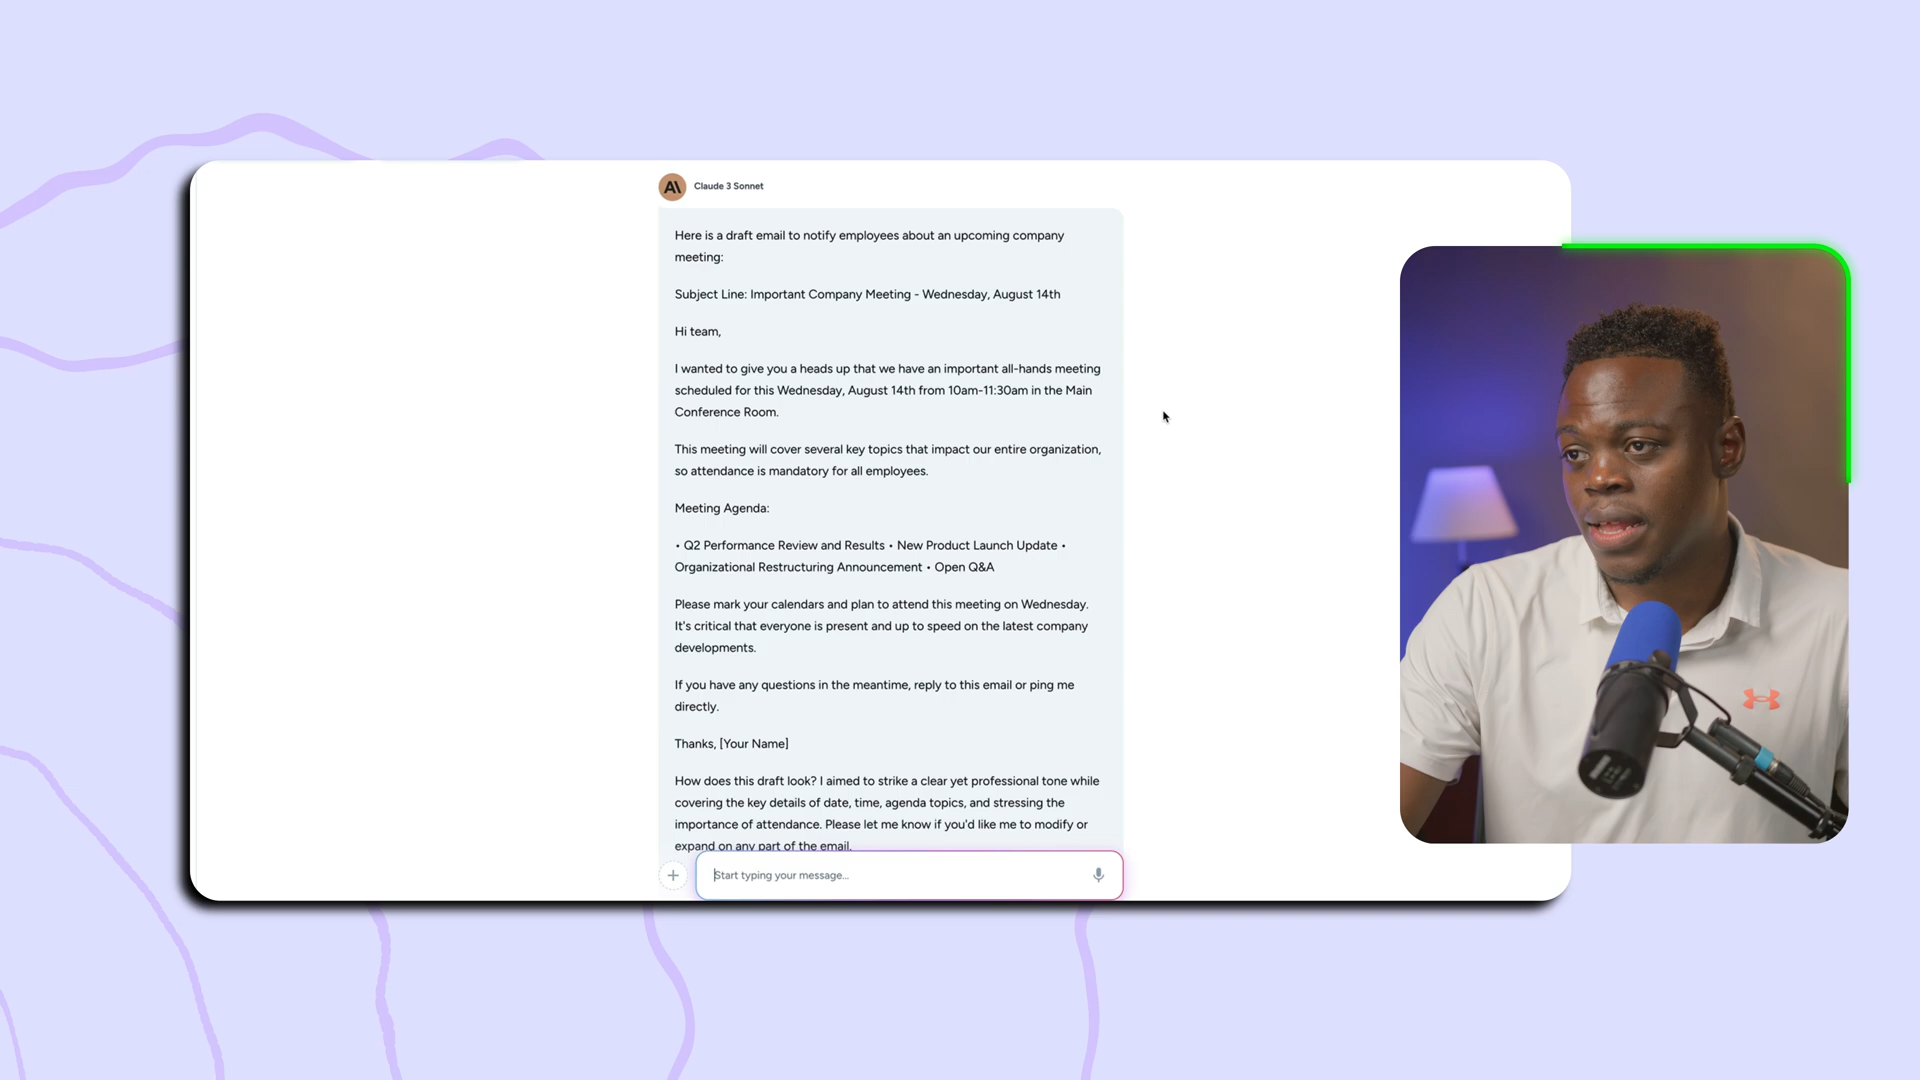 Claude 3 Sonnet
Here is a draft email to notify employees about an upcoming company
meeting:
Subject Line: Important Company Meeting - Wednesday, August 14th
Hi team,
I wanted to give you a heads up that we have an important all-hands meeting
scheduled for this Wednesday, August 14th from 10am-11:30am in the Main
Conference Room.
This meeting will cover several key topics that impact our entire organization,
so attendance is mandatory for all employees.
Meeting Agenda:
• Q2 Performance Review and Results • New Product Launch Update •
Organizational Restructuring Announcement • Open Q&A
Please mark your calendars and plan to attend this meeting on Wednesday.
It's critical that everyone is present and up to speed on the latest company
developments.
If you have any questions in the meantime, reply to this email or ping me
directly.
Thanks, [Your Name]
How does this draft look? I aimed to strike a clear yet professional tone while
covering the key details of date, time, agenda topics, and stressing the
importance of attendance. Please let me know if you'd like me to modify or
expand on any part of the email.
Start typing your message...